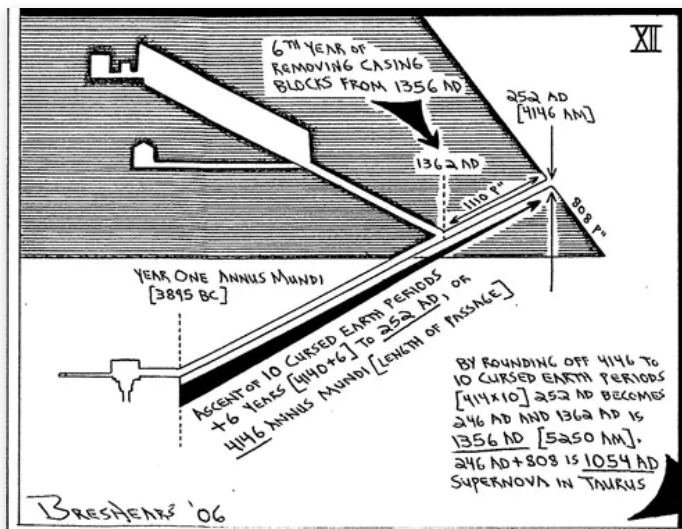 XII
6TH YEAR OF
REMOVING CASING
BLOCKS FROM 1356 AD
252 AD
[4146 AM]
1362 AD
1110 P"
808 P"
YEAR ONE ANNUS MUNDI
[3895 BC]
ASCENT OF 10 CURSED EARTH PERIODS
+6 YEARS [4140+6] TO 252 AD, OR
4146 ANNUS MUNDI [LENGTH OF PASSAGE]
BY ROUNDING OFF 4146 TO
10 CURSED EARTH PERIODS
[414X10] 252 AD BECOMES
246 AD AND 1362 AD IS
1356 AD [5250 AM].
246 AD+808 IS 1054 AD
SUPERNOVA IN TAURUS
BRESHEARS '06